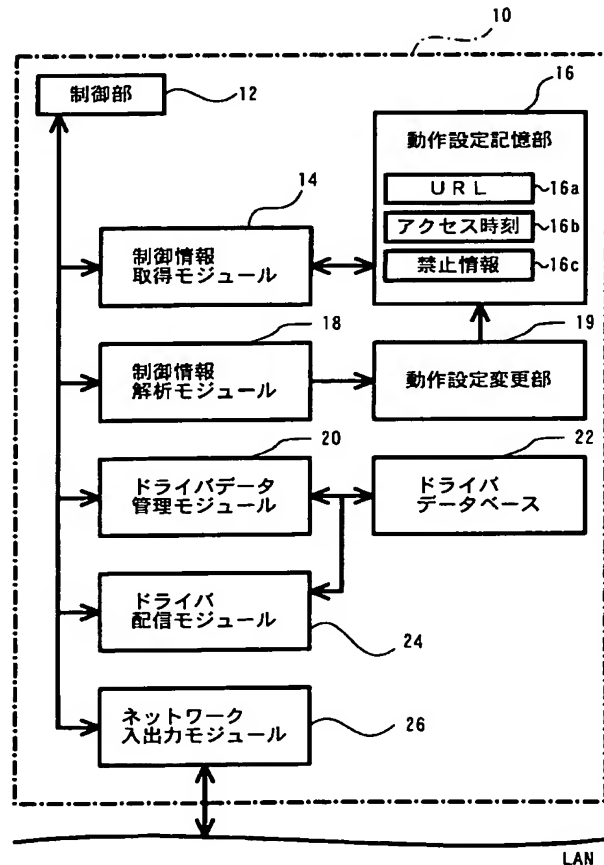 10
制御部
12
16
動作設定記憶部
URL
16a
アクセス時刻
16b
禁止情報
16c
14
制御情報
取得モジュール
18
制御情報
解析モジュール
19
動作設定変更部
20
ドライバデータ
管理モジュール
22
ドライバ
データベース
ドライバ
配信モジュール
24
ネットワーク
入出力モジュール
26
LAN